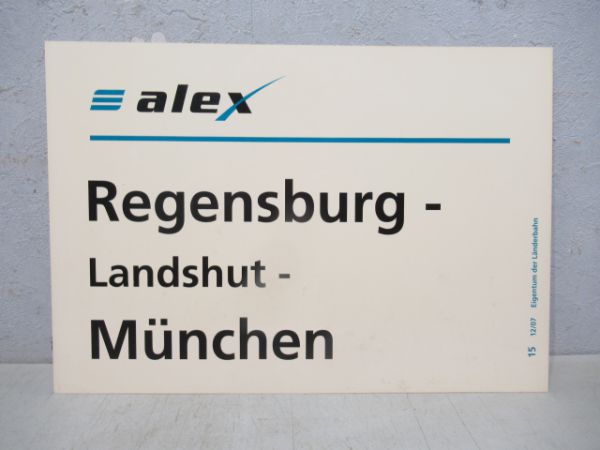 alex
Regensburg -
Landshut -
München
15 12/07 Eigentum der Länderbahn